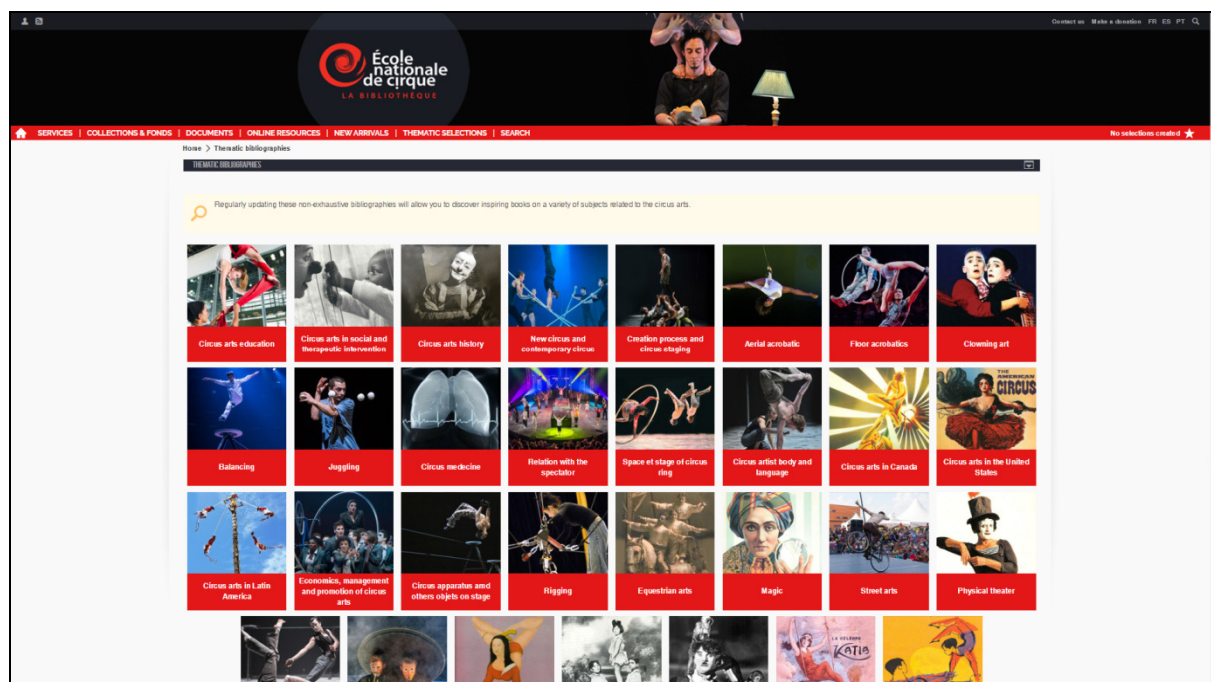 Contact us Make a donation FR ES PT
École
nationale
de cirque
LA BIBLIOTHÈQUE
SERVICES | COLLECTIONS & FONDS | DOCUMENTS | ONLINE RESOURCES | NEW ARRIVALS | THEMATIC SELECTIONS | SEARCH
No selections created
Home > Thematic bibliographies
THEMATIC BIBLIOGRAPHIES
Regularly updating these non-exhaustive bibliographies will allow you to discover inspiring books on a variety of subjects related to the circus arts.
Circus arts education
Circus arts in social and
therapeutic intervention
Circus arts history
New circus and
contemporary circus
Creation process and
circus staging
Aerial acrobatic
Floor acrobatics
Clowning art
THE
AMERICAN
CIRCUS
Balancing
Juggling
Circus medecine
Relation with the
spectator
Space et stage of circus
ring
Circus artist body and
language
Circus arts in Canada
Circus arts in the United
States
Circus arts in Latin
America
Economics, management
and promotion of circus
arts
Circus apparatus amd
others objets on stage
Rigging
Equestrian arts
Magic
Street arts
Physical theater
LA CÉLÈBRE
KATIA